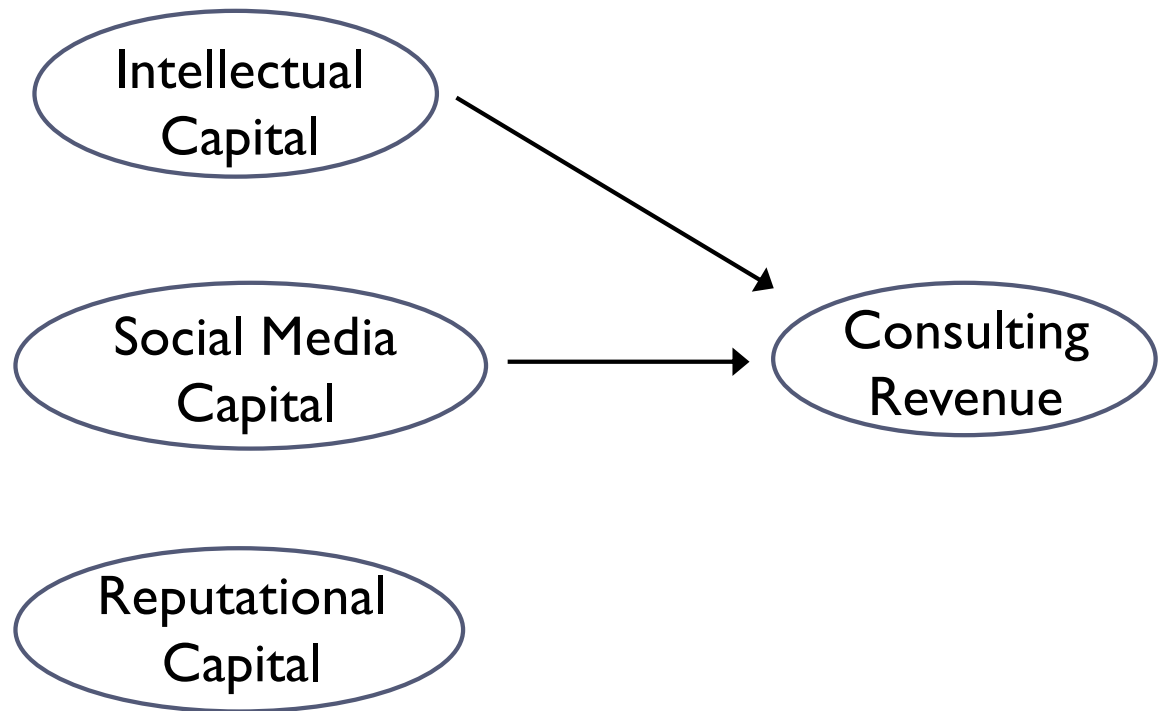 Intellectual
Capital
Social Media
Capital
Consulting
Revenue
Reputational
Capital